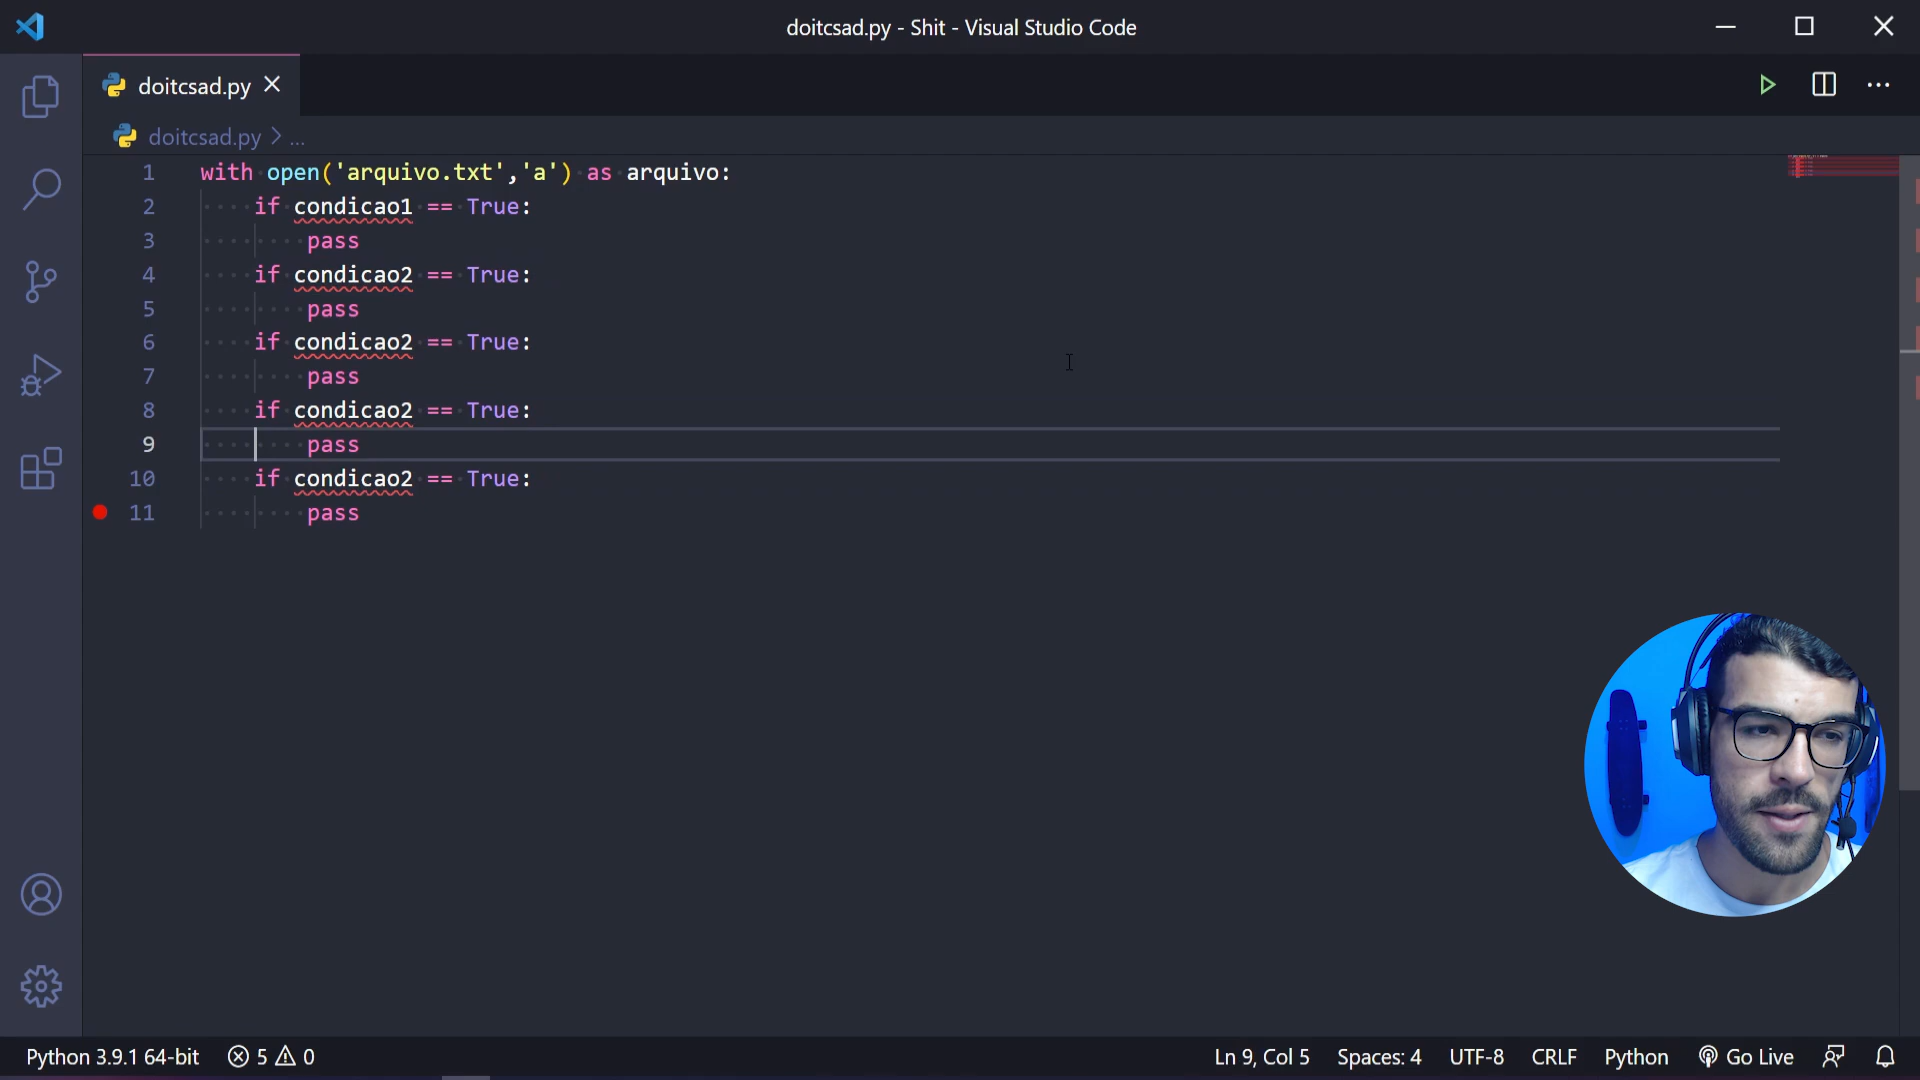 doitcsad.py - Shit - Visual Studio Code
doitcsad.py
doitcsad.py > ...
1 with open('arquivo.txt','a') as arquivo:
2 if condicao1 == True:
3 pass
4 if condicao2 == True:
5 pass
6 if condicao2 == True:
7 pass
8 if condicao2 == True:
9 pass
10 if condicao2 == True:
11 pass
Python 3.9.1 64-bit 5 0 Ln 9, Col 5 Spaces: 4 UTF-8 CRLF Python Go Live